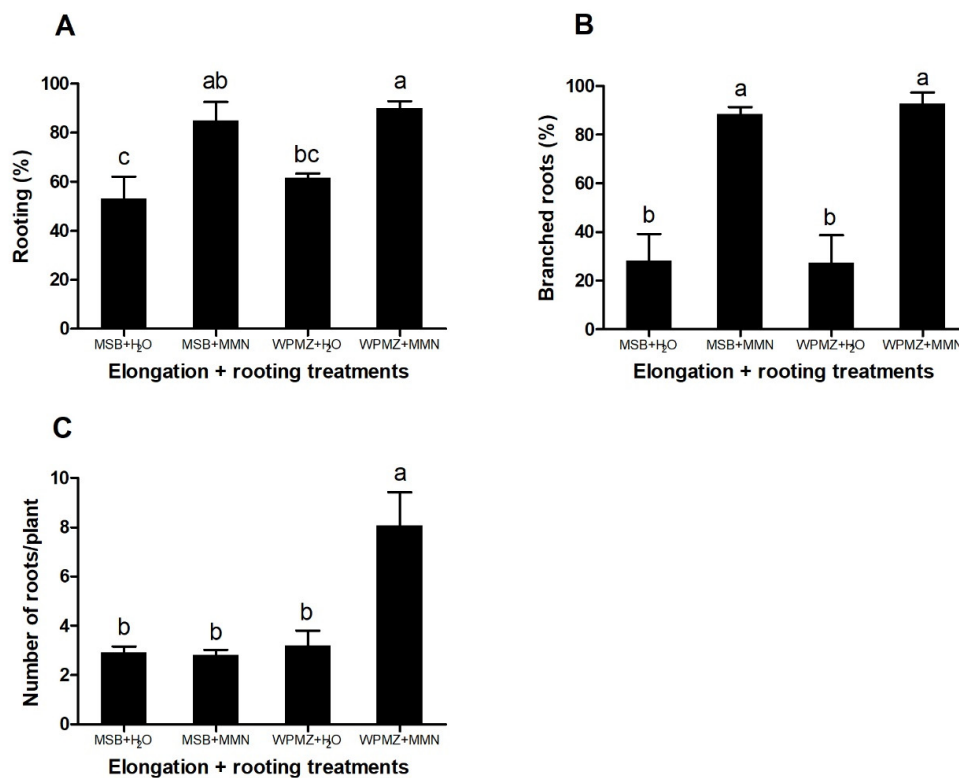 A
Rooting (%)
100
80
60
40
20
0
c
ab
bc
a
MSB+H₂O
MSB+MMN
WPMZ+H₂O
WPMZ+MMN
Elongation + rooting treatments
B
Branched roots (%)
100
80
60
40
20
0
b
a
b
a
MSB+H₂O
MSB+MMN
WPMZ+H₂O
WPMZ+MMN
Elongation + rooting treatments
C
Number of roots/plant
10
8
6
4
2
0
b
b
b
a
MSB+H₂O
MSB+MMN
WPMZ+H₂O
WPMZ+MMN
Elongation + rooting treatments